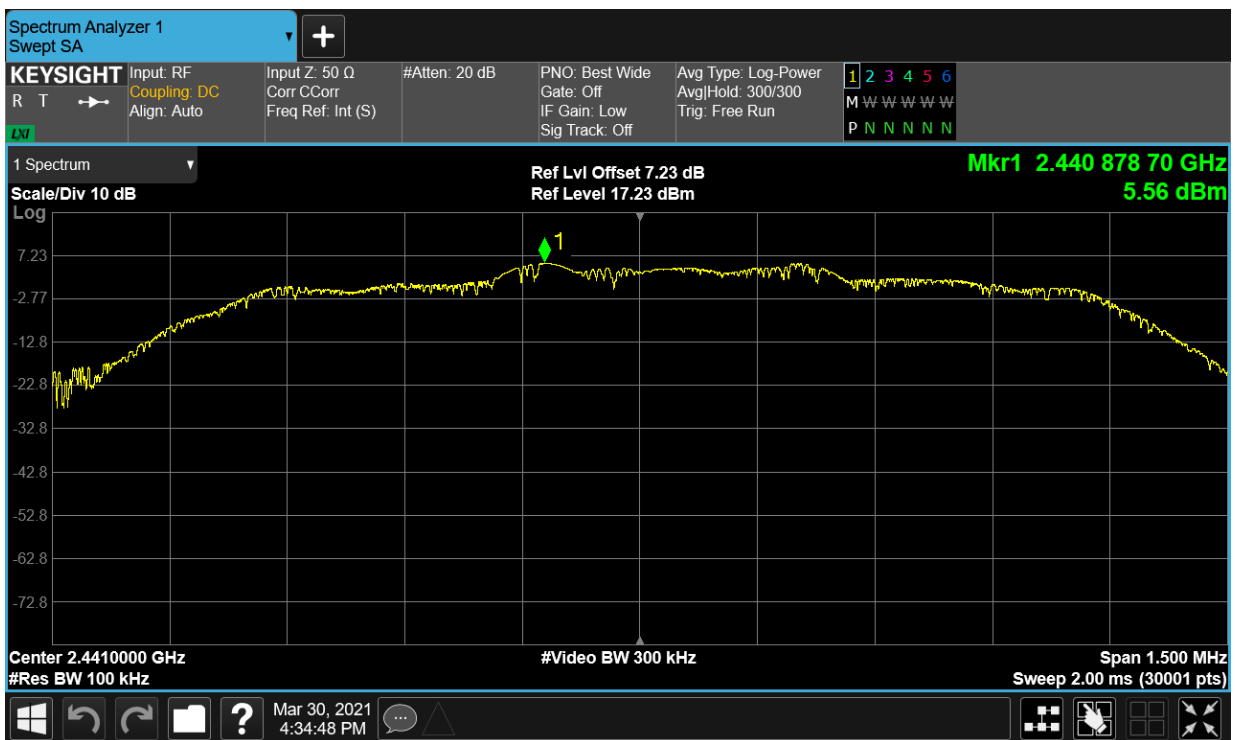 Spectrum Analyzer 1
Swept SA
+
KEYSIGHT
R T
LXI
Input: RF
Coupling: DC
Align: Auto
Input Z: 50 Ω
Corr CCorr
Freq Ref: Int (S)
#Atten: 20 dB
PNO: Best Wide
Gate: Off
IF Gain: Low
Sig Track: Off
Avg Type: Log-Power
Avg|Hold: 300/300
Trig: Free Run
1 2 3 4 5 6
M W W W W W
P N N N N N
1 Spectrum
Scale/Div 10 dB
Log
Ref Lvl Offset 7.23 dB
Ref Level 17.23 dBm
Mkr1 2.440 878 70 GHz
5.56 dBm
1
7.23
-2.77
-12.8
-22.8
-32.8
-42.8
-52.8
-62.8
-72.8
Center 2.4410000 GHz
#Res BW 100 kHz
#Video BW 300 kHz
Span 1.500 MHz
Sweep 2.00 ms (30001 pts)
?
Mar 30, 2021
4:34:48 PM